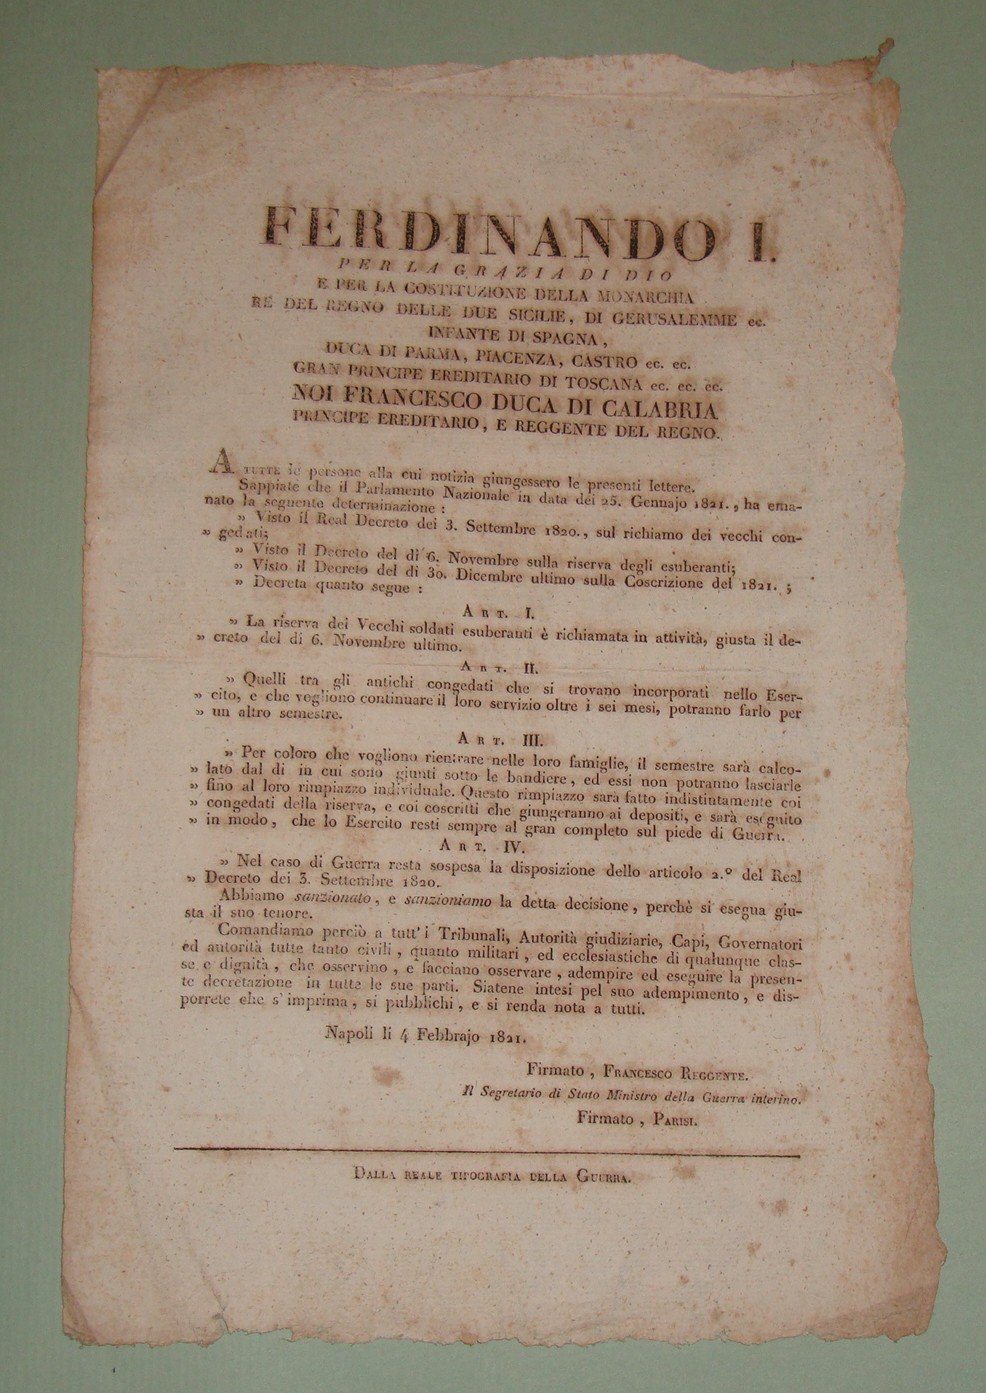 FERDINANDO I.
PER LA GRAZIA DI DIO
E PER LA COSTITUZIONE DELLA MONARCHIA
RE DEL REGNO DELLE DUE SICILIE, DI GERUSALEMME ec.
INFANTE DI SPAGNA,
DUCA DI PARMA, PIACENZA, CASTRO ec. ec.
GRAN PRINCIPE EREDITARIO DI TOSCANA ec. ec. ec.
NOI FRANCESCO DUCA DI CALABRIA
PRINCIPE EREDITARIO, E REGGENTE DEL REGNO.
A TUTTE le persone alla cui notizia giungessero le presenti lettere.
Sappiate che il Parlamento Nazionale in data dei 25. Gennajo 1821., ha ema-
nato la seguente determinazione:
» Visto il Real Decreto dei 3. Settembre 1820., sul richiamo dei vecchi con-
» gedati;
» Visto il Decreto del di 6. Novembre sulla riserva degli esuberanti;
» Visto il Decreto del di 30. Dicembre ultimo sulla Coscrizione del 1821.;
» Decreta quanto segue:
ART. I.
» La riserva dei Vecchi soldati esuberanti è richiamata in attività, giusta il de-
» creto del di 6. Novembre ultimo.
ART. II.
» Quelli tra gli antichi congedati che si trovano incorporati nello Eser-
» cito, e che vogliono continuare il loro servizio oltre i sei mesi, potranno farlo per
» un altro semestre.
ART. III.
» Per coloro che vogliono rientrare nelle loro famiglie, il semestre sarà calco-
» lato dal di in cui sono giunti sotto le bandiere, ed essi non potranno lasciarle
» fino al loro rimpiazzo individuale. Questo rimpiazzo sarà fatto indistintamente coi
» congedati della riserva, e coi coscritti che giungeranno ai depositi, e sarà eseguito
» in modo, che lo Esercito resti sempre al gran completo sul piede di Guerra.
ART. IV.
» Nel caso di Guerra resta sospesa la disposizione dello articolo 2.º del Real
» Decreto dei 3. Settembre 1820.
Abbiamo sanzionato, e sanzioniamo la detta decisione, perchè si esegua giu-
sta il suo tenore.
Comandiamo perciò a tutt'i Tribunali, Autorità giudiziarie, Capi, Governatori
ed autorità tutte tanto civili, quanto militari, ed ecclesiastiche di qualunque clas-
se e dignità, che osservino, e facciano osservare, adempire ed eseguire la presen-
te decretazione in tutte le sue parti. Siatene intesi pel suo adempimento, e dis-
porrete che s'imprima, si pubblichi, e si renda nota a tutti.
Napoli li 4 Febbrajo 1821.
Firmato, FRANCESCO REGGENTE.
Il Segretario di Stato Ministro della Guerra interino.
Firmato, PARISI.
DALLA REALE TIPOGRAFIA DELLA GUERRA.